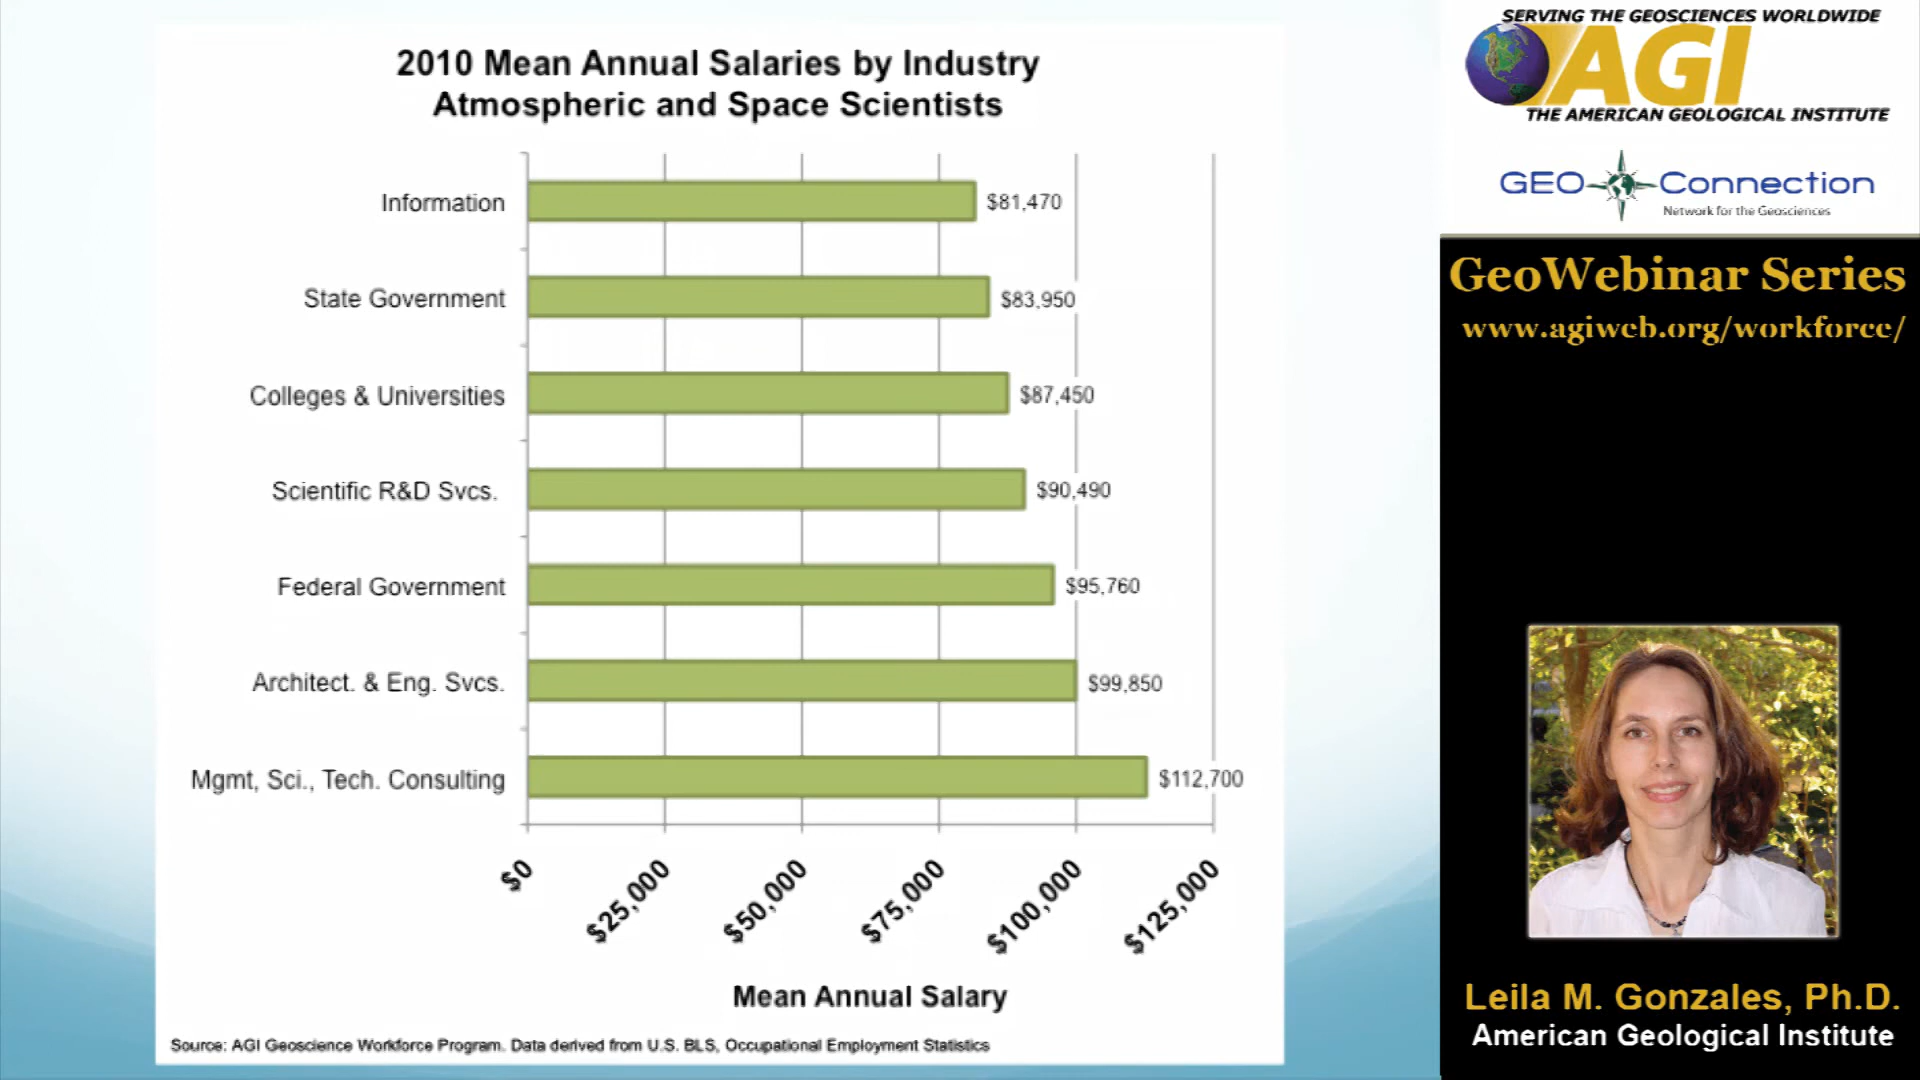 2010 Mean Annual Salaries by Industry
Atmospheric and Space Scientists
Information
$81,470
State Government
$83,950
Colleges & Universities
$87,450
Scientific R&D Svcs.
$90,490
Federal Government
$95,760
Architect. & Eng. Svcs.
$99,850
Mgmt, Sci., Tech. Consulting
$112,700
$0
$25,000
$50,000
$75,000
$100,000
$125,000
Mean Annual Salary
Source: AGI Geoscience Workforce Program. Data derived from U.S. BLS, Occupational Employment Statistics
SERVING THE GEOSCIENCES WORLDWIDE
AGI
THE AMERICAN GEOLOGICAL INSTITUTE
GEO Connection
Network for the Geosciences
GeoWebinar Series
www.agiweb.org/workforce/
Leila M. Gonzales, Ph.D.
American Geological Institute